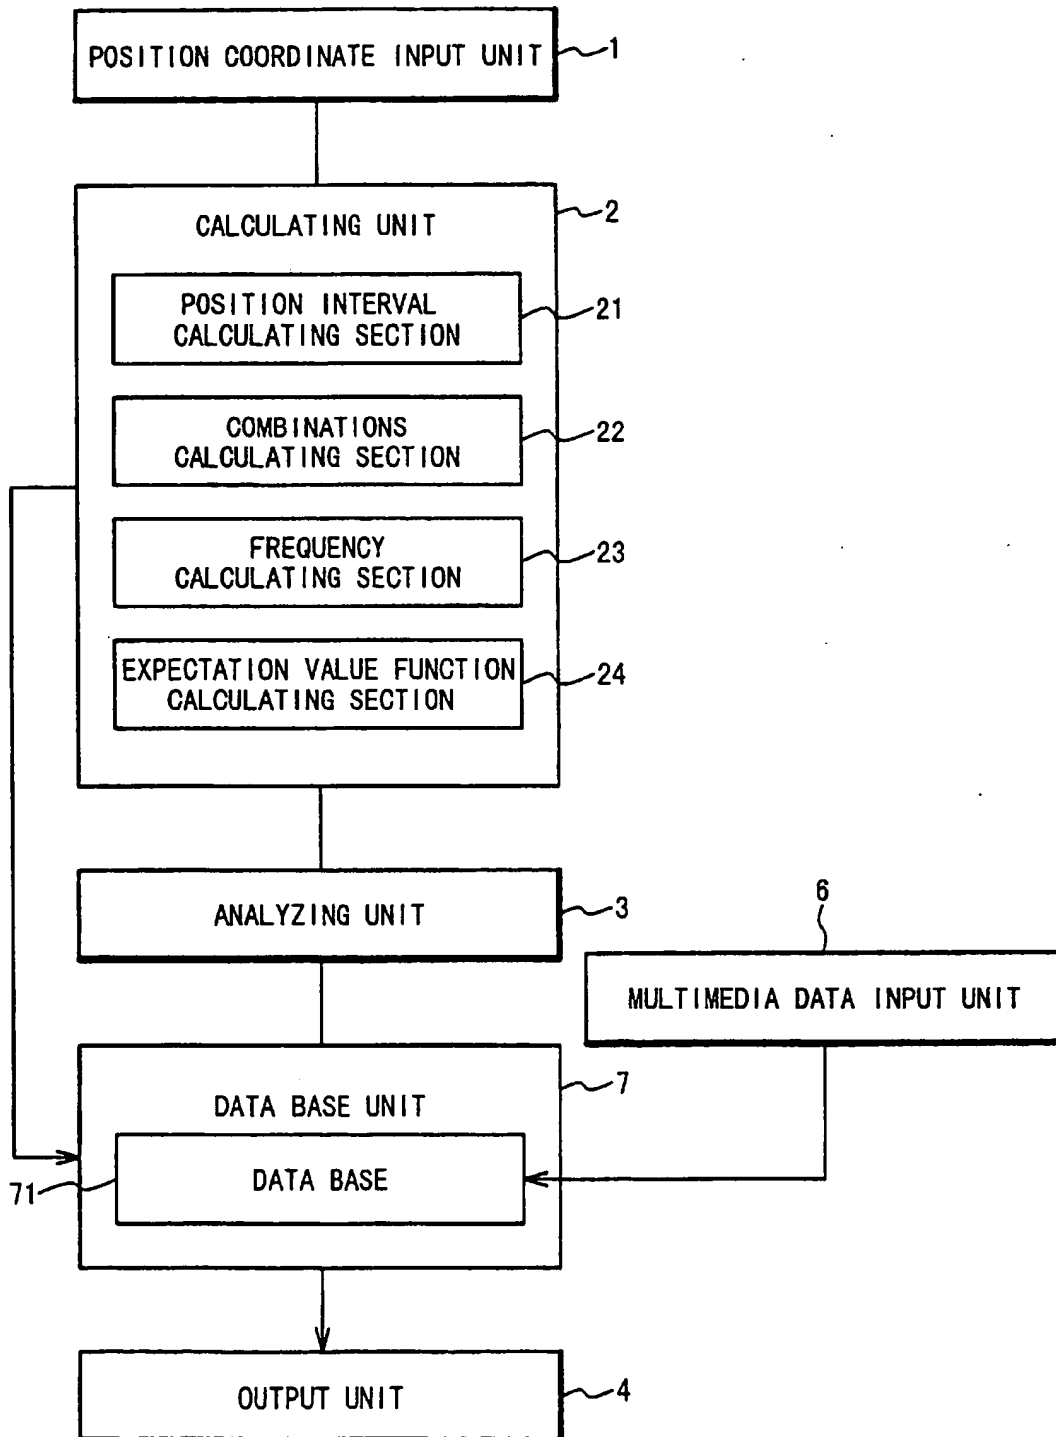 POSITION COORDINATE INPUT UNIT
1
CALCULATING UNIT
2
POSITION INTERVAL
CALCULATING SECTION
21
COMBINATIONS
CALCULATING SECTION
22
FREQUENCY
CALCULATING SECTION
23
EXPECTATION VALUE FUNCTION
CALCULATING SECTION
24
ANALYZING UNIT
3
6
MULTIMEDIA DATA INPUT UNIT
DATA BASE UNIT
7
DATA BASE
71
OUTPUT UNIT
4